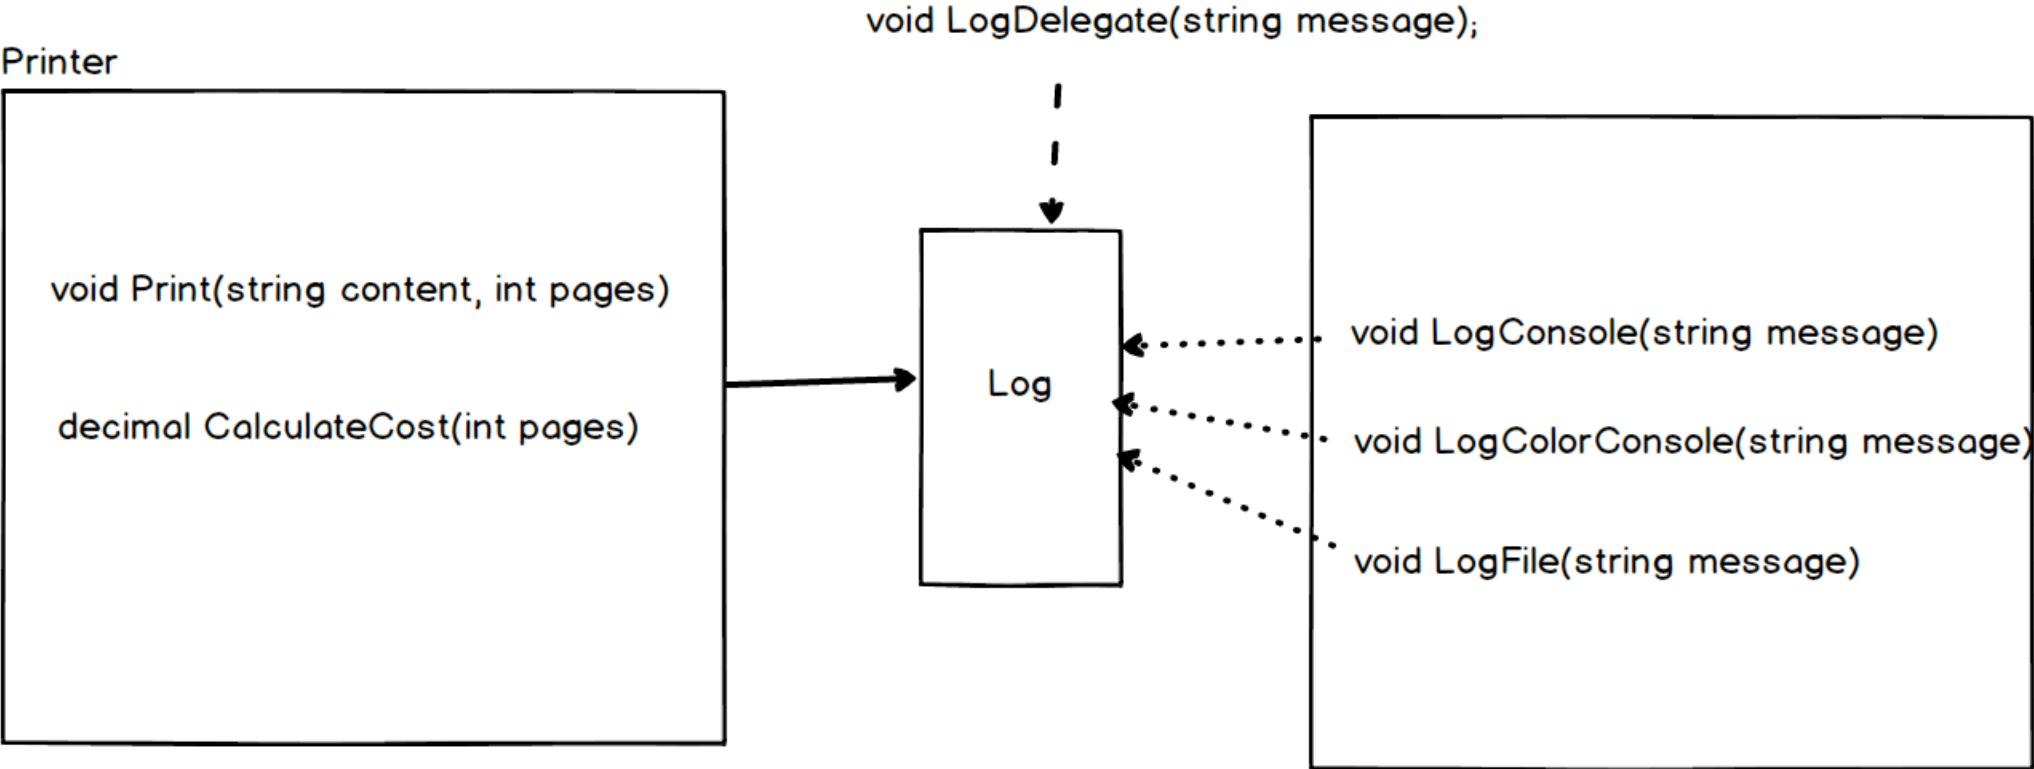 void LogDelegate(string message);
Printer
void Print(string content, int pages)
decimal CalculateCost(int pages)
Log
void LogConsole(string message)
void LogColorConsole(string message)
void LogFile(string message)